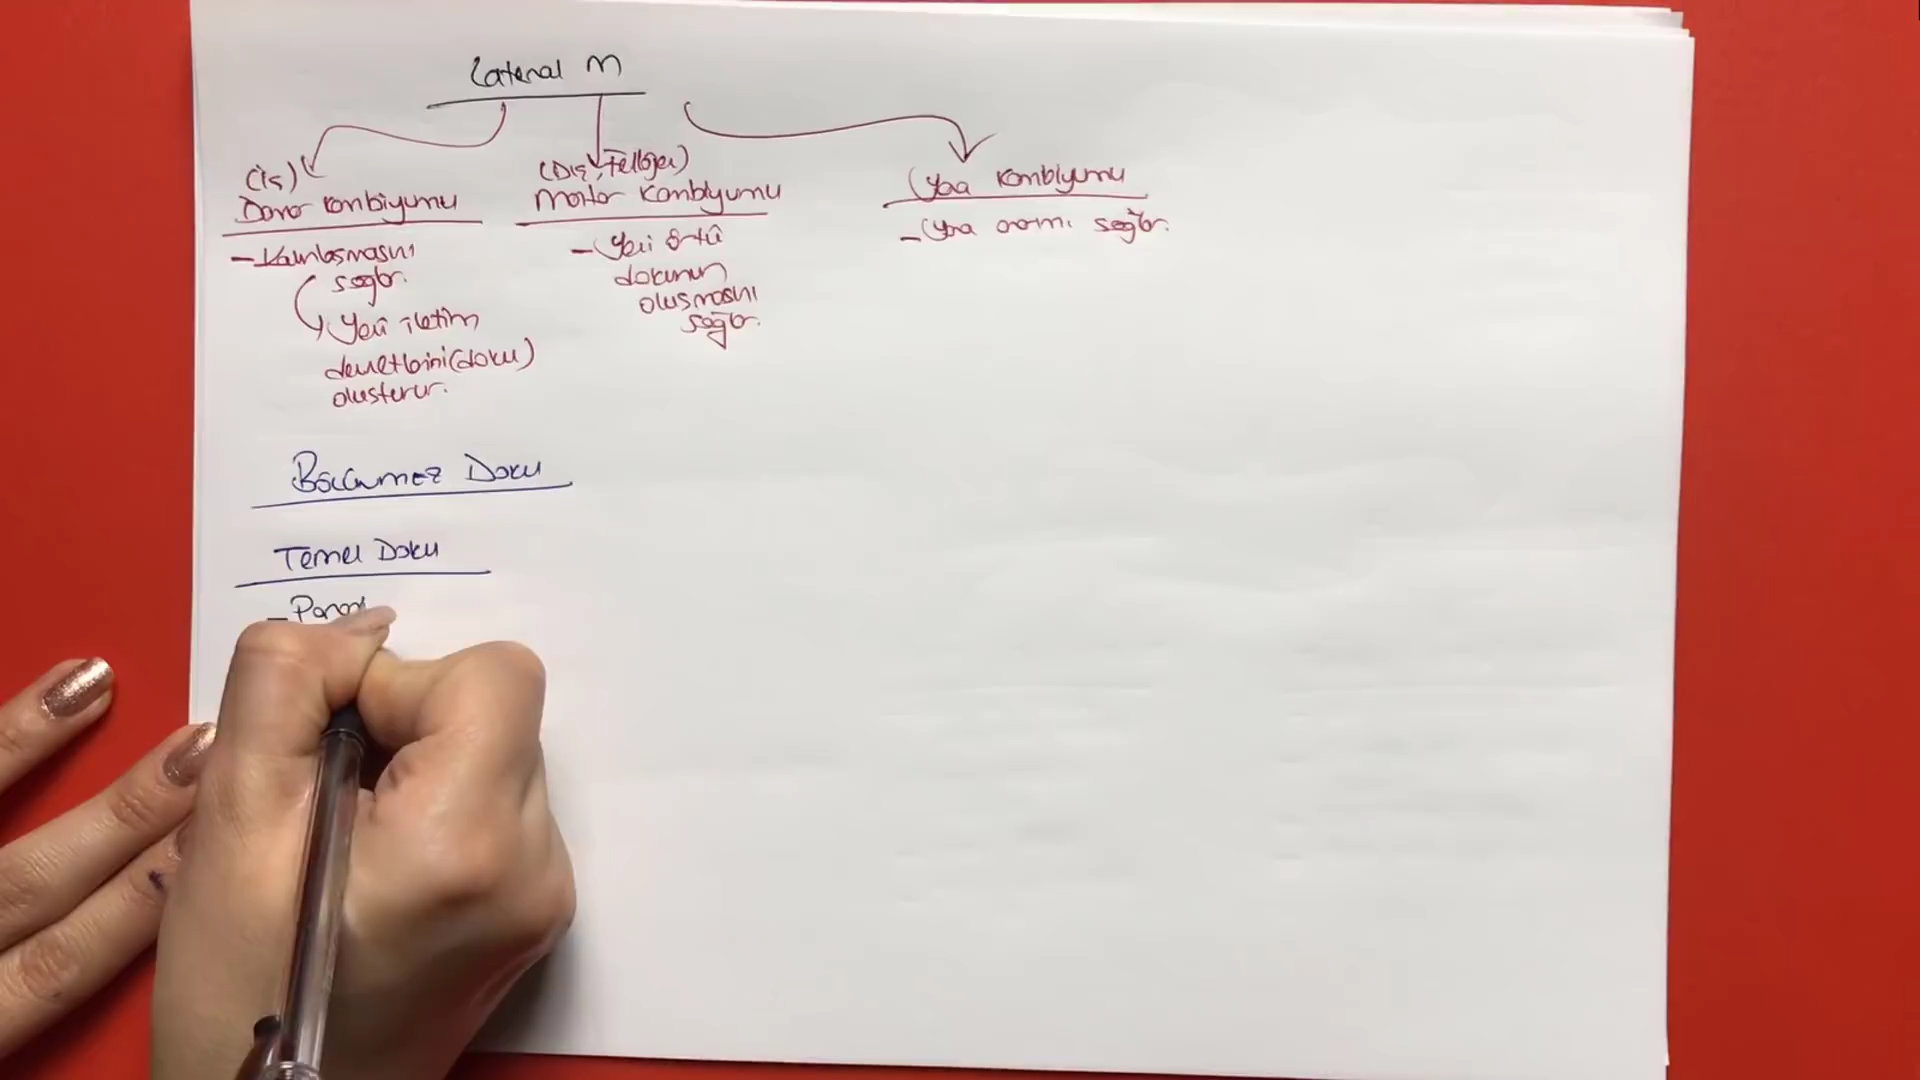 Lateral M
(İç)
Damar kambiyumu
- Kalınlaşmasını
sağlar.
Yeni iletim
demetlerini (doku)
oluşturur.
(Dış, Fellojen)
Mantar Kambiyumu
- Yeni örtü
dokunun
oluşmasını
sağlar.
Yara kambiyumu
- Yara onarımı sağlar.
Bölünmez Doku
Temel Doku